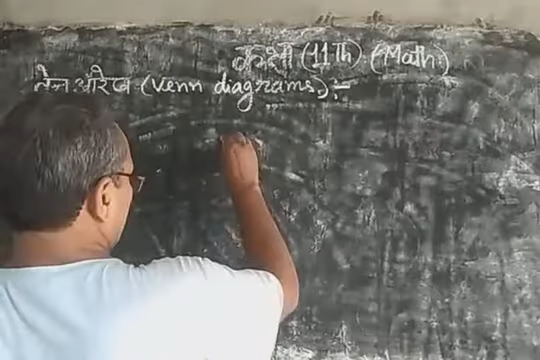 कक्षा (11th) (Math)
वेन आरेख (Venn diagrams) :-